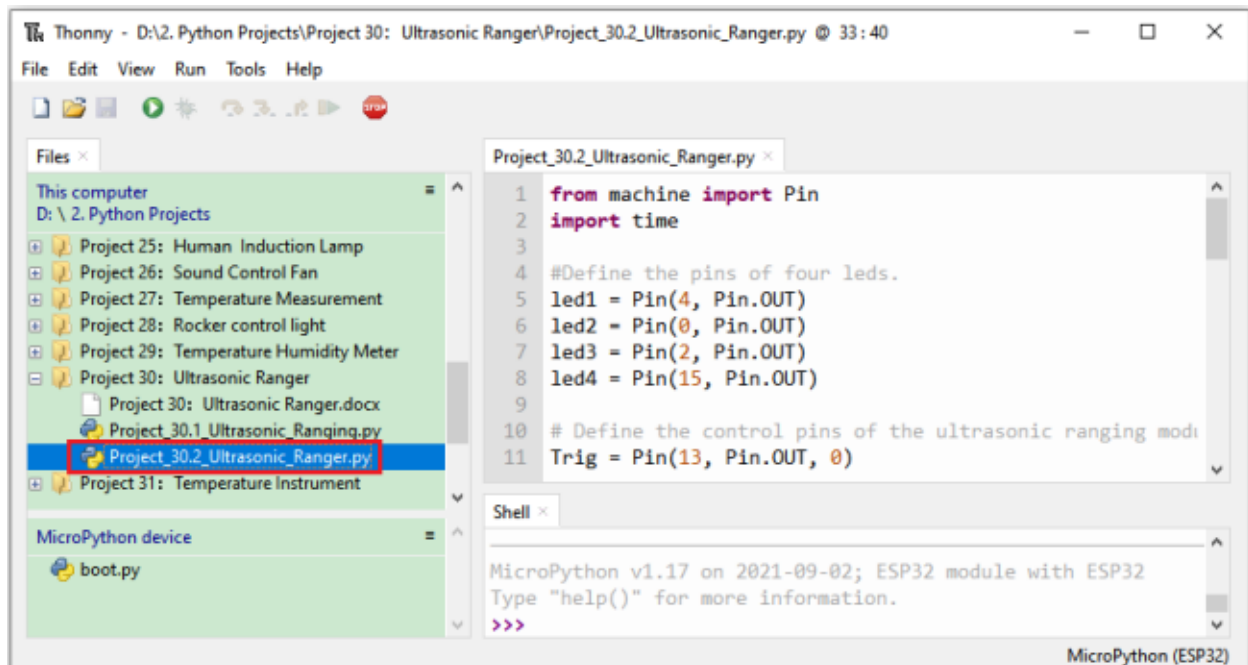 Thonny - D:\2. Python Projects\Project 30: Ultrasonic Ranger\Project_30.2_Ultrasonic_Ranger.py @ 33:40
File Edit View Run Tools Help
STOP
Files
This computer
D: \ 2. Python Projects
Project 25: Human Induction Lamp
Project 26: Sound Control Fan
Project 27: Temperature Measurement
Project 28: Rocker control light
Project 29: Temperature Humidity Meter
Project 30: Ultrasonic Ranger
Project 30: Ultrasonic Ranger.docx
Project_30.1_Ultrasonic_Ranging.py
Project_30.2_Ultrasonic_Ranger.py
Project 31: Temperature Instrument
MicroPython device
boot.py
Project_30.2_Ultrasonic_Ranger.py
1 from machine import Pin
2 import time
3
4 #Define the pins of four leds.
5 led1 = Pin(4, Pin.OUT)
6 led2 = Pin(0, Pin.OUT)
7 led3 = Pin(2, Pin.OUT)
8 led4 = Pin(15, Pin.OUT)
9
10 # Define the control pins of the ultrasonic ranging modu
11 Trig = Pin(13, Pin.OUT, 0)
Shell
MicroPython v1.17 on 2021-09-02; ESP32 module with ESP32
Type "help()" for more information.
>>>
MicroPython (ESP32)